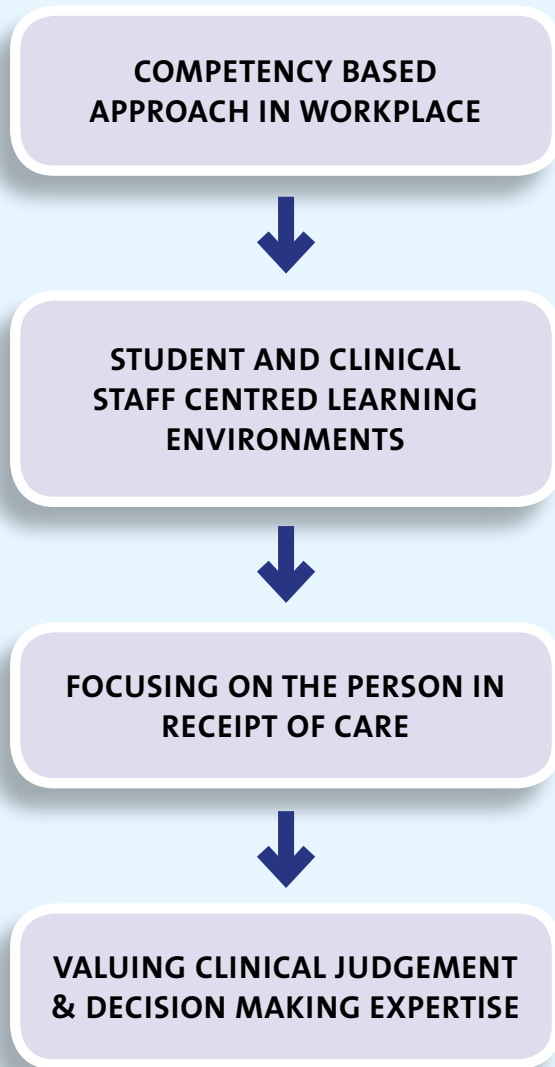 COMPETENCY BASED
APPROACH IN WORKPLACE
STUDENT AND CLINICAL
STAFF CENTRED LEARNING
ENVIRONMENTS
FOCUSING ON THE PERSON IN
RECEIPT OF CARE
VALUING CLINICAL JUDGEMENT
& DECISION MAKING EXPERTISE